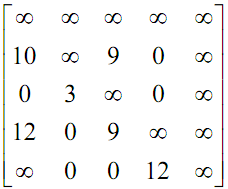 ∞ ∞ ∞ ∞ ∞
10 ∞ 9 0 ∞
0 3 ∞ 0 ∞
12 0 9 ∞ ∞
∞ 0 0 12 ∞